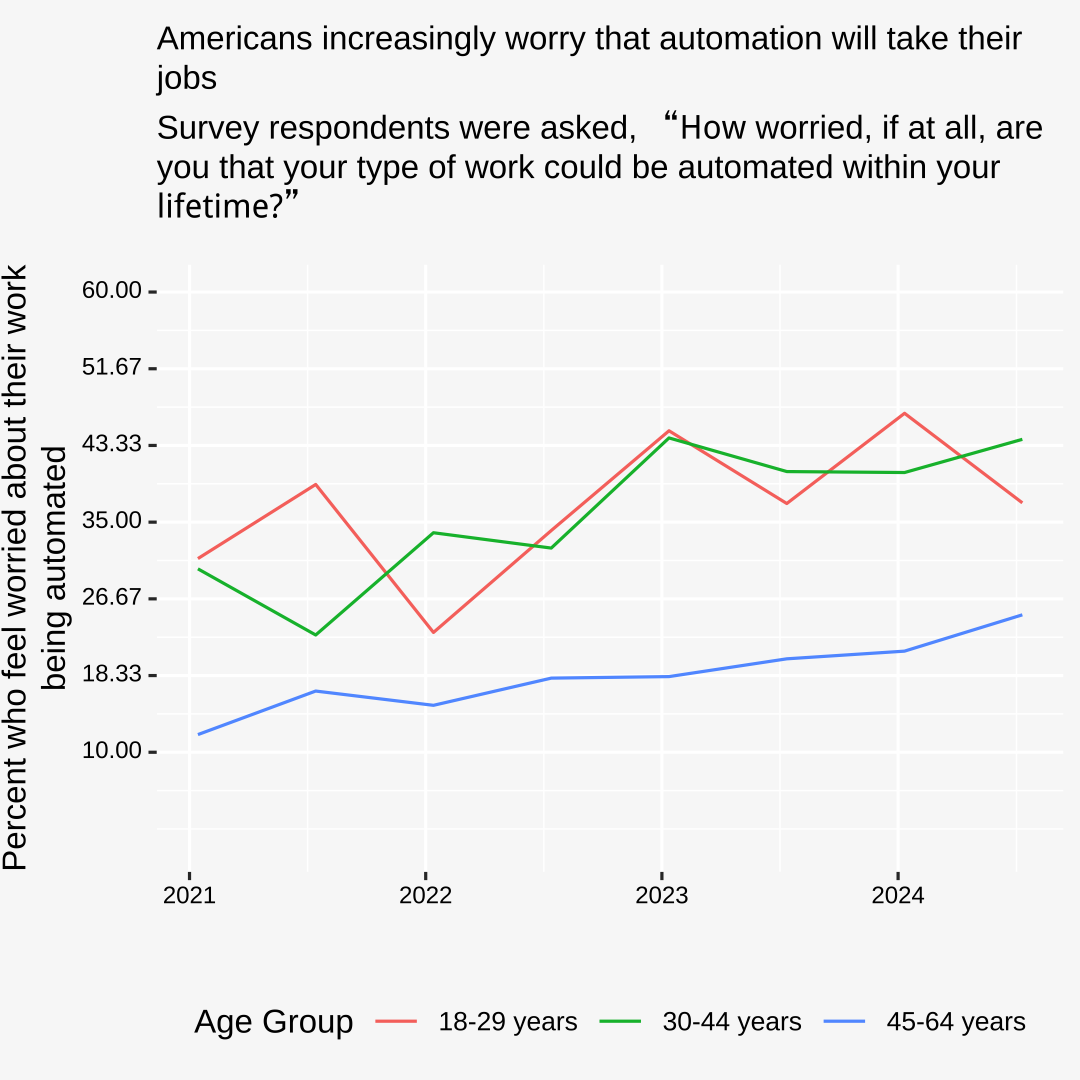 Americans increasingly worry that automation will take their
jobs
Survey respondents were asked, “How worried, if at all, are
you that your type of work could be automated within your
lifetime?”
Percent who feel worried about their work
being automated
60.00
51.67
43.33
35.00
26.67
18.33
10.00
2021 2022 2023 2024
Age Group 18-29 years 30-44 years 45-64 years